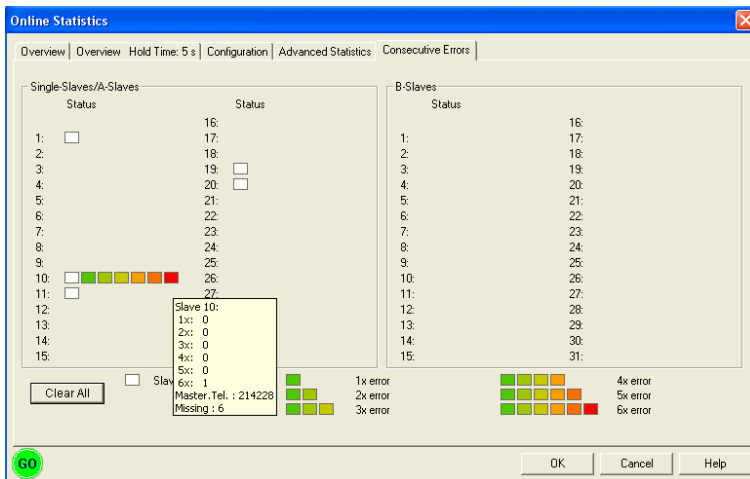 Online Statistics
Overview Overview Hold Time: 5 s Configuration Advanced Statistics Consecutive Errors
Single-Slaves/A-Slaves
Status Status
16:
1: 17:
2: 18:
3: 19:
4: 20:
5: 21:
6: 22:
7: 23:
8: 24:
9: 25:
10: 26:
11: 27:
12:
13:
14:
15:
B-Slaves
Status
16:
1: 17:
2: 18:
3: 19:
4: 20:
5: 21:
6: 22:
7: 23:
8: 24:
9: 25:
10: 26:
11: 27:
12: 28:
13: 29:
14: 30:
15: 31:
Slave 10:
1x: 0
2x: 0
3x: 0
4x: 0
5x: 0
6x: 1
Master.Tel. : 214228
Missing : 6
Clear All
1x error 4x error
2x error 5x error
3x error 6x error
GO OK Cancel Help